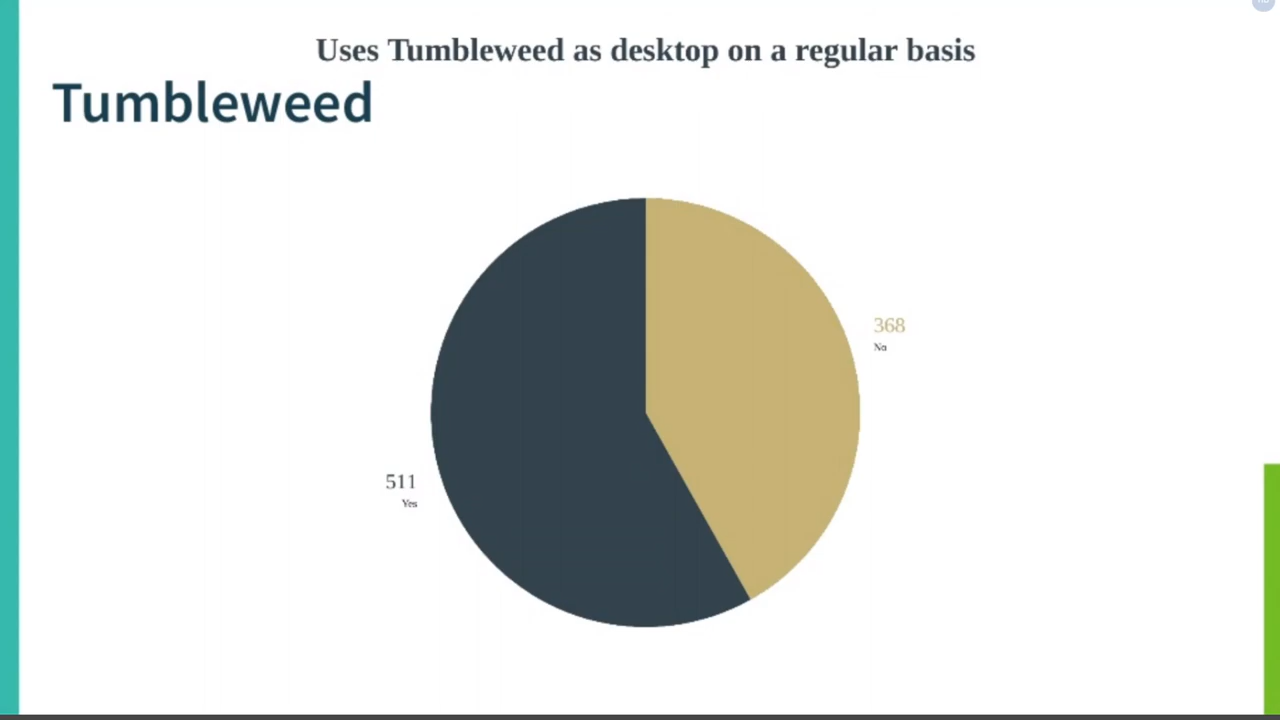 Uses Tumbleweed as desktop on a regular basis
Tumbleweed
368
No
511
Yes